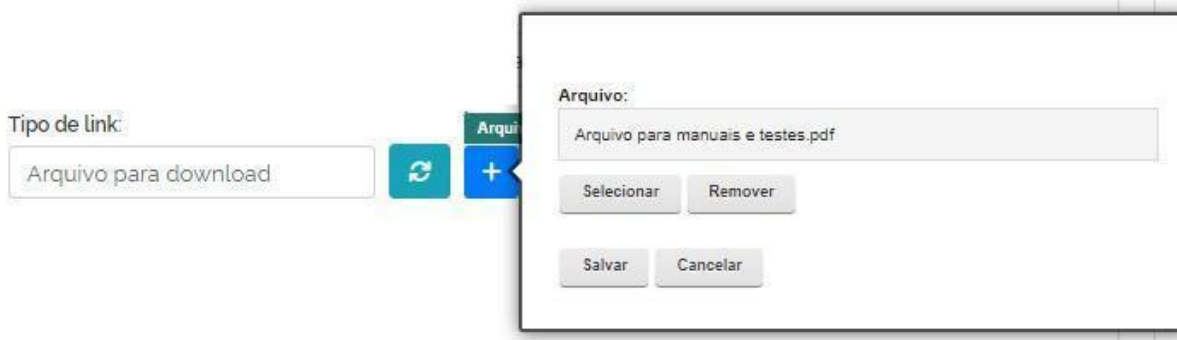 Tipo de link:
Arquivo para download
Arqui
+
Arquivo:
Arquivo para manuais e testes.pdf
Selecionar Remover
Salvar Cancelar